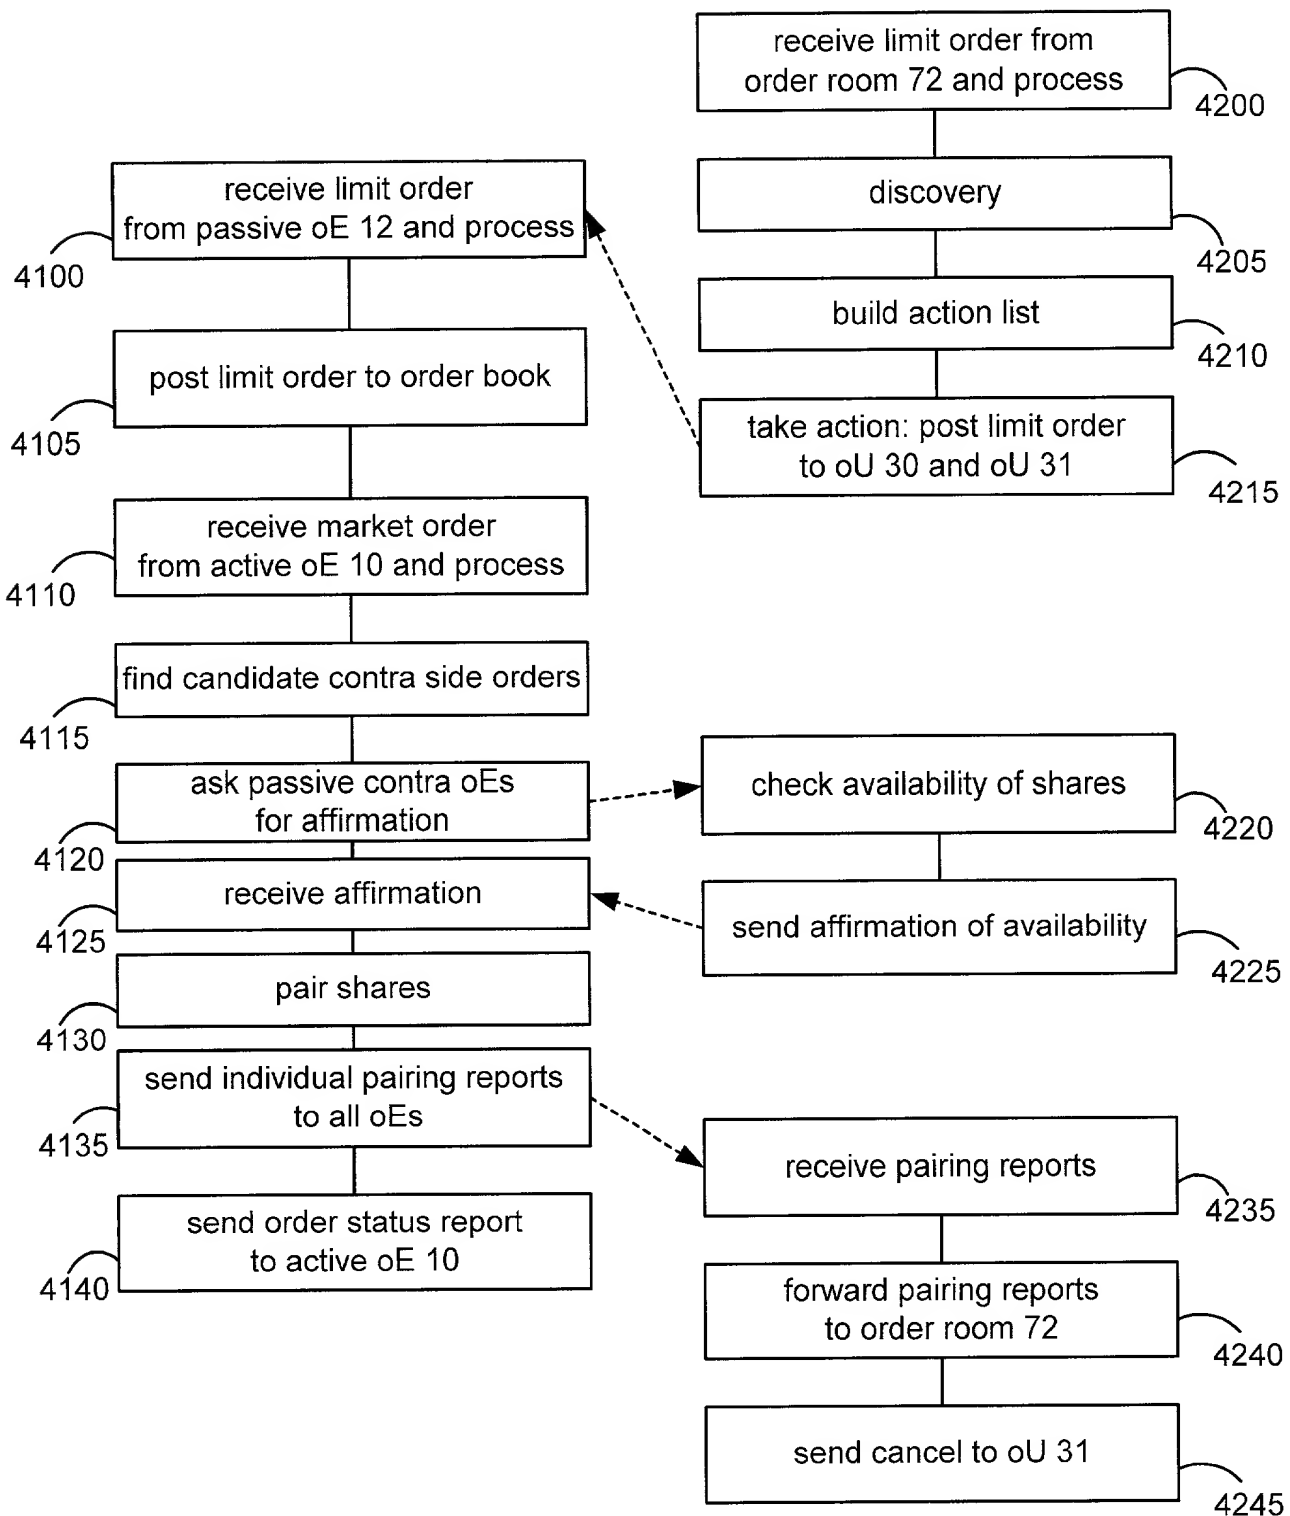 receive limit order from
order room 72 and process
4200
discovery
4205
build action list
4210
take action: post limit order
to oU 30 and oU 31
4215
receive limit order
from passive oE 12 and process
4100
post limit order to order book
4105
receive market order
from active oE 10 and process
4110
find candidate contra side orders
4115
ask passive contra oEs
for affirmation
4120
check availability of shares
4220
receive affirmation
4125
send affirmation of availability
4225
pair shares
4130
send individual pairing reports
to all oEs
4135
receive pairing reports
4235
send order status report
to active oE 10
4140
forward pairing reports
to order room 72
4240
send cancel to oU 31
4245